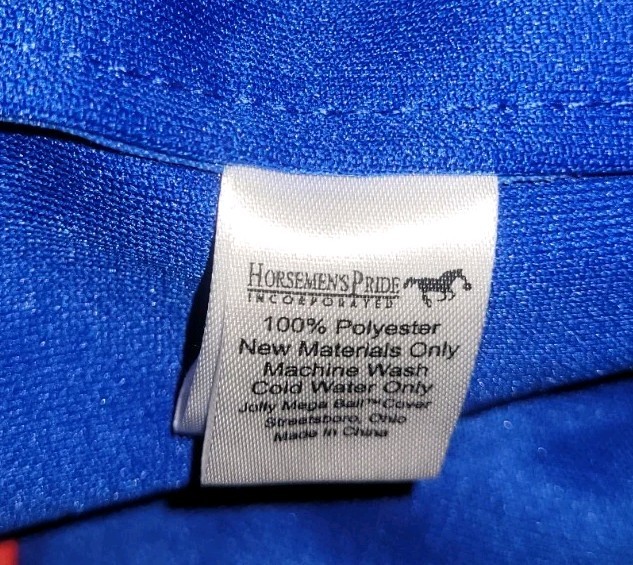 HORSEMEN'S PRIDE
INCORPORATED
100% Polyester
New Materials Only
Machine Wash
Cold Water Only
Jolly Mega Ball™ Cover
Streetsboro, Ohio
Made In China